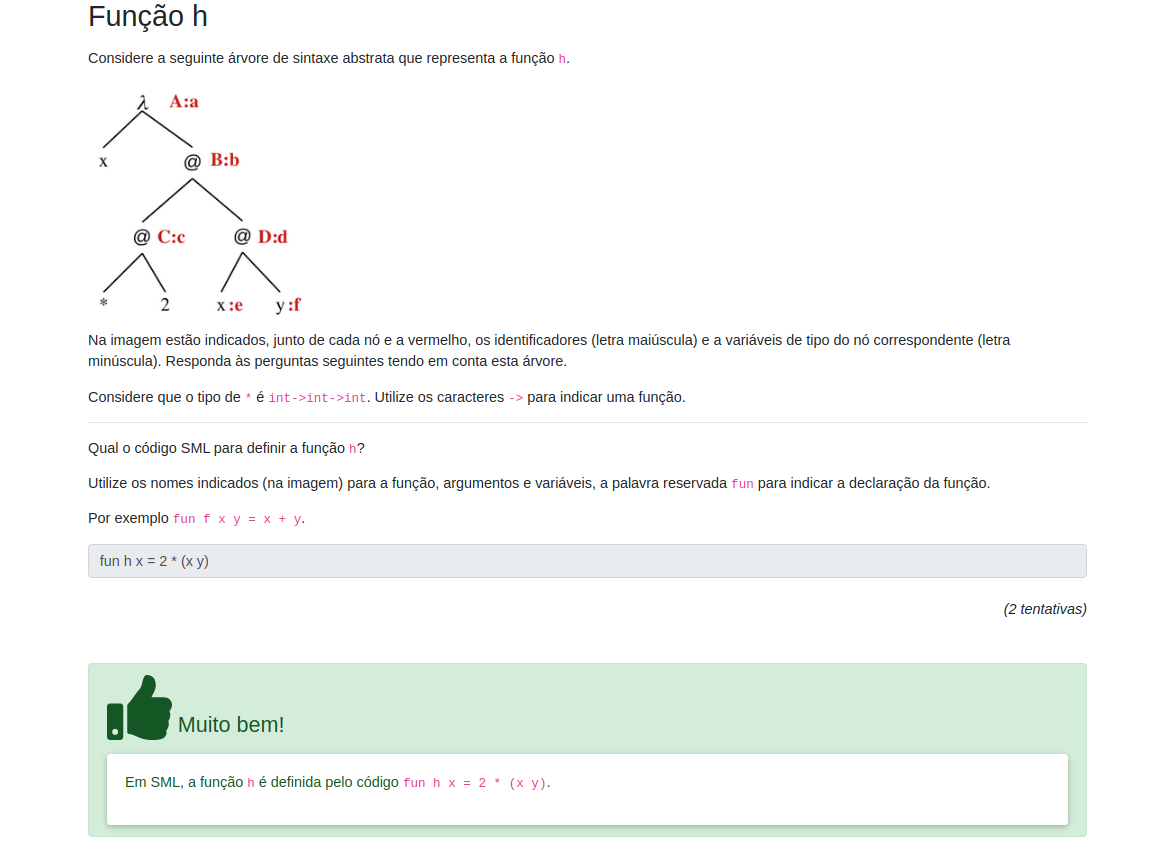 Função h
Considere a seguinte árvore de sintaxe abstrata que representa a função h.
λ A:a
x @ B:b
@ C:c @ D:d
* 2 x :e y :f
Na imagem estão indicados, junto de cada nó e a vermelho, os identificadores (letra maiúscula) e a variáveis de tipo do nó correspondente (letra
minúscula). Responda às perguntas seguintes tendo em conta esta árvore.
Considere que o tipo de * é int->int->int. Utilize os caracteres -> para indicar uma função.
Qual o código SML para definir a função h?
Utilize os nomes indicados (na imagem) para a função, argumentos e variáveis, a palavra reservada fun para indicar a declaração da função.
Por exemplo fun f x y = x + y.
fun h x = 2 * (x y)
(2 tentativas)
Muito bem!
Em SML, a função h é definida pelo código fun h x = 2 * (x y).